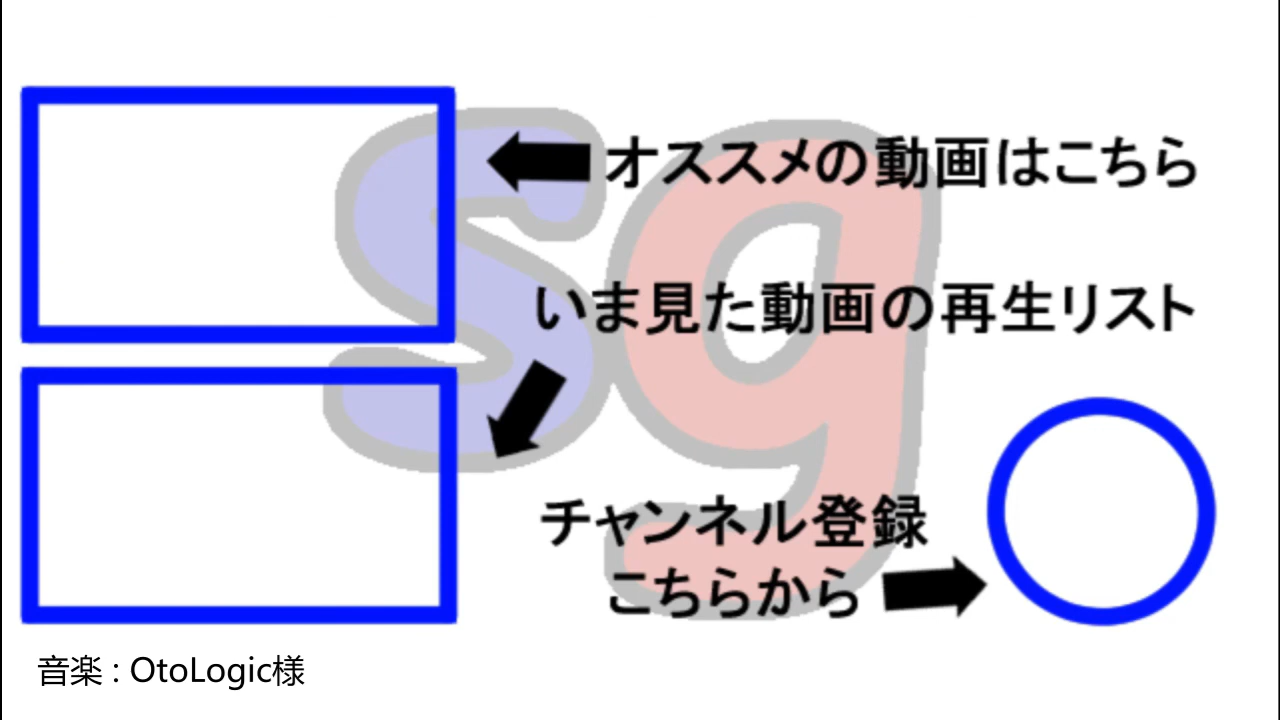 sg
オススメの動画はこちら
いま見た動画の再生リスト
チャンネル登録
こちらから
音楽 : OtoLogic様